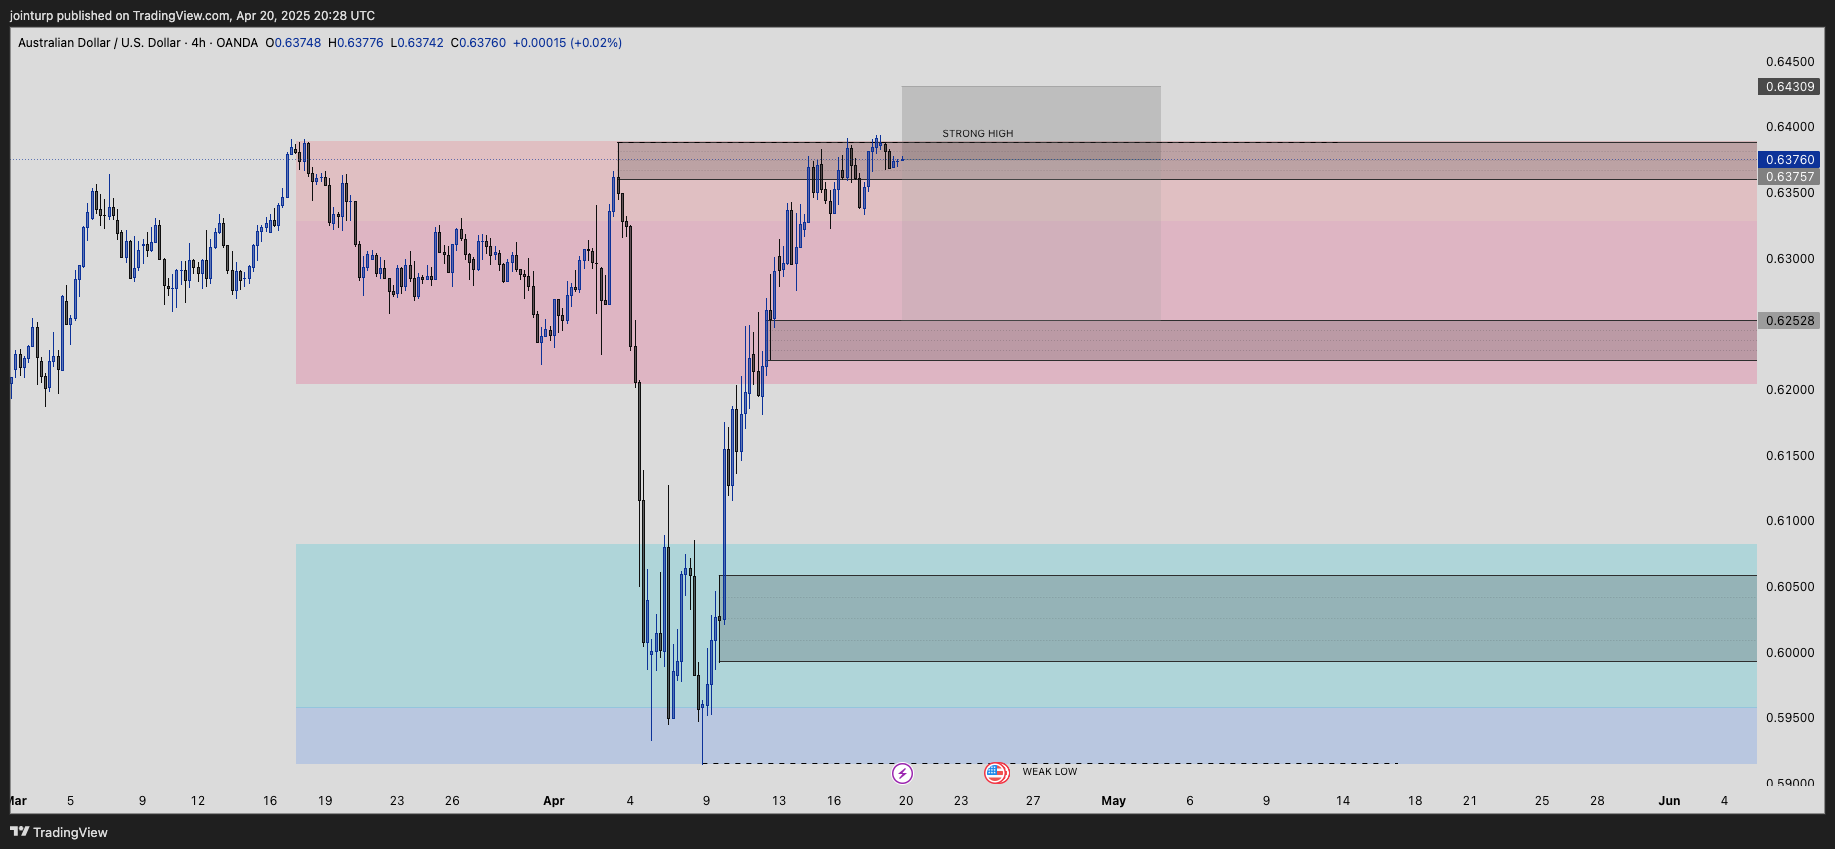 jointurp published on TradingView.com, Apr 20, 2025 20:28 UTC
Australian Dollar / U.S. Dollar · 4h · OANDA O0.63748 H0.63776 L0.63742 C0.63760 +0.00015 (+0.02%)
0.64500
0.64309
STRONG HIGH
0.64000
0.63760
0.63757
0.63500
0.63000
0.62528
0.62000
0.61500
0.61000
0.60500
0.60000
0.59500
WEAK LOW
0.59000
Mar 5 9 12 16 19 23 26 Apr 4 9 13 16 20 23 27 May 6 9 14 18 21 25 28 Jun 4
TradingView